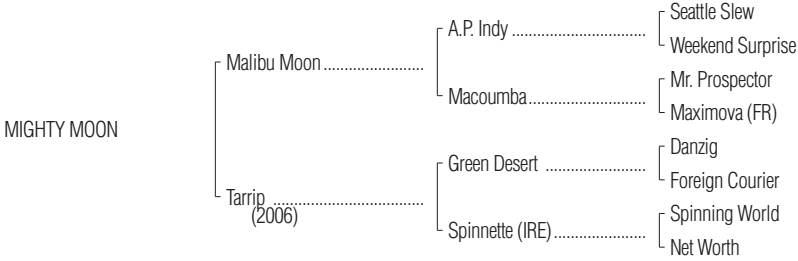 Seattle Slew
A.P. Indy ................................
Weekend Surprise
Malibu Moon ........................
Mr. Prospector
Macoumba ............................
Maximova (FR)
MIGHTY MOON
Danzig
Green Desert ........................
Foreign Courier
Tarrip ....................................
(2006)
Spinning World
Spinnette (IRE) ......................
Net Worth